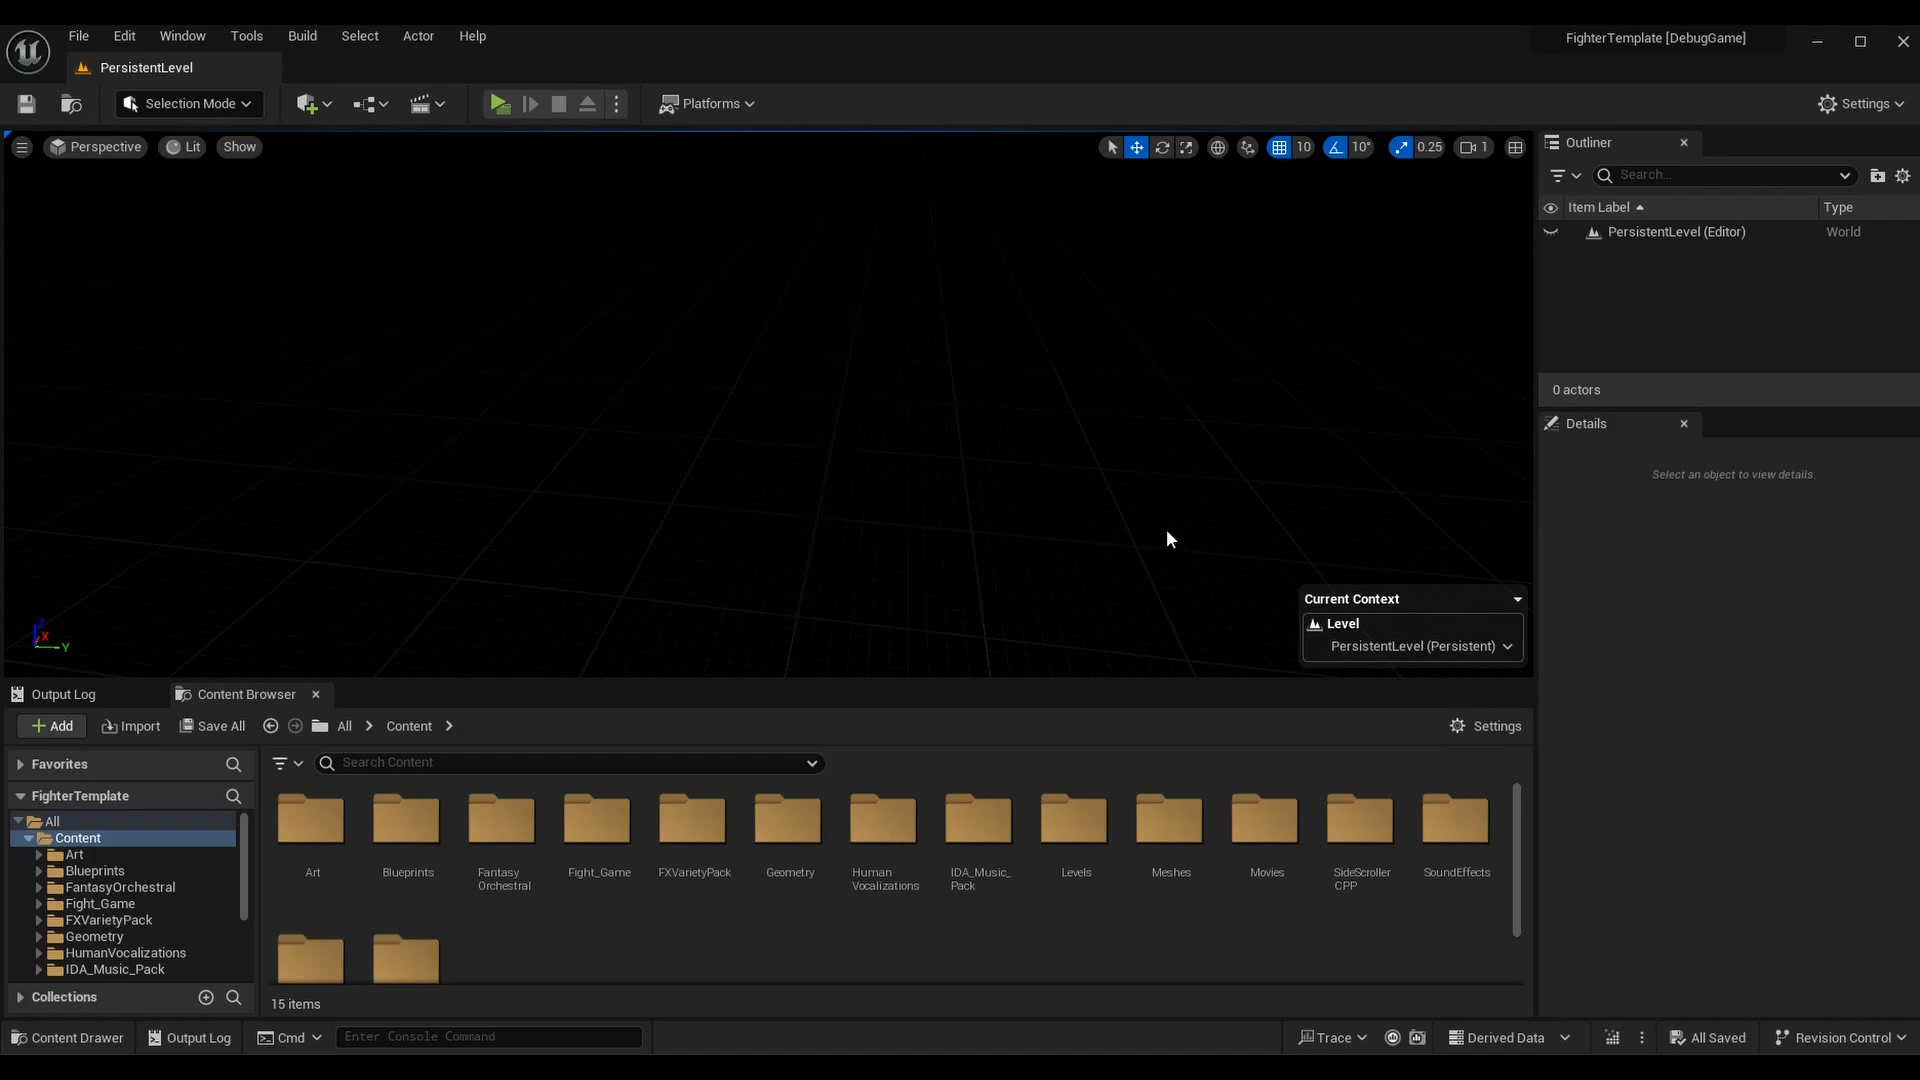 File Edit Window Tools Build Select Actor Help
FighterTemplate [DebugGame]
PersistentLevel
Selection Mode
Platforms
Settings
Perspective
Lit
Show
10
10°
0.25
1
Outliner
Search...
Item Label
Type
PersistentLevel (Editor)
World
0 actors
Details
Select an object to view details.
X
Y
Current Context
Level
PersistentLevel (Persistent)
Output Log
Content Browser
Add
Import
Save All
All
Content
Settings
Favorites
FighterTemplate
All
Content
Art
Blueprints
FantasyOrchestral
Fight_Game
FXVarietyPack
Geometry
HumanVocalizations
IDA_Music_Pack
Collections
Search Content
Art
Blueprints
Fantasy
Orchestral
Fight_Game
FXVarietyPack
Geometry
Human
Vocalizations
IDA_Music_
Pack
Levels
Meshes
Movies
SideScroller
CPP
SoundEffects
15 items
Content Drawer
Output Log
Cmd
Enter Console Command
Trace
Derived Data
All Saved
Revision Control